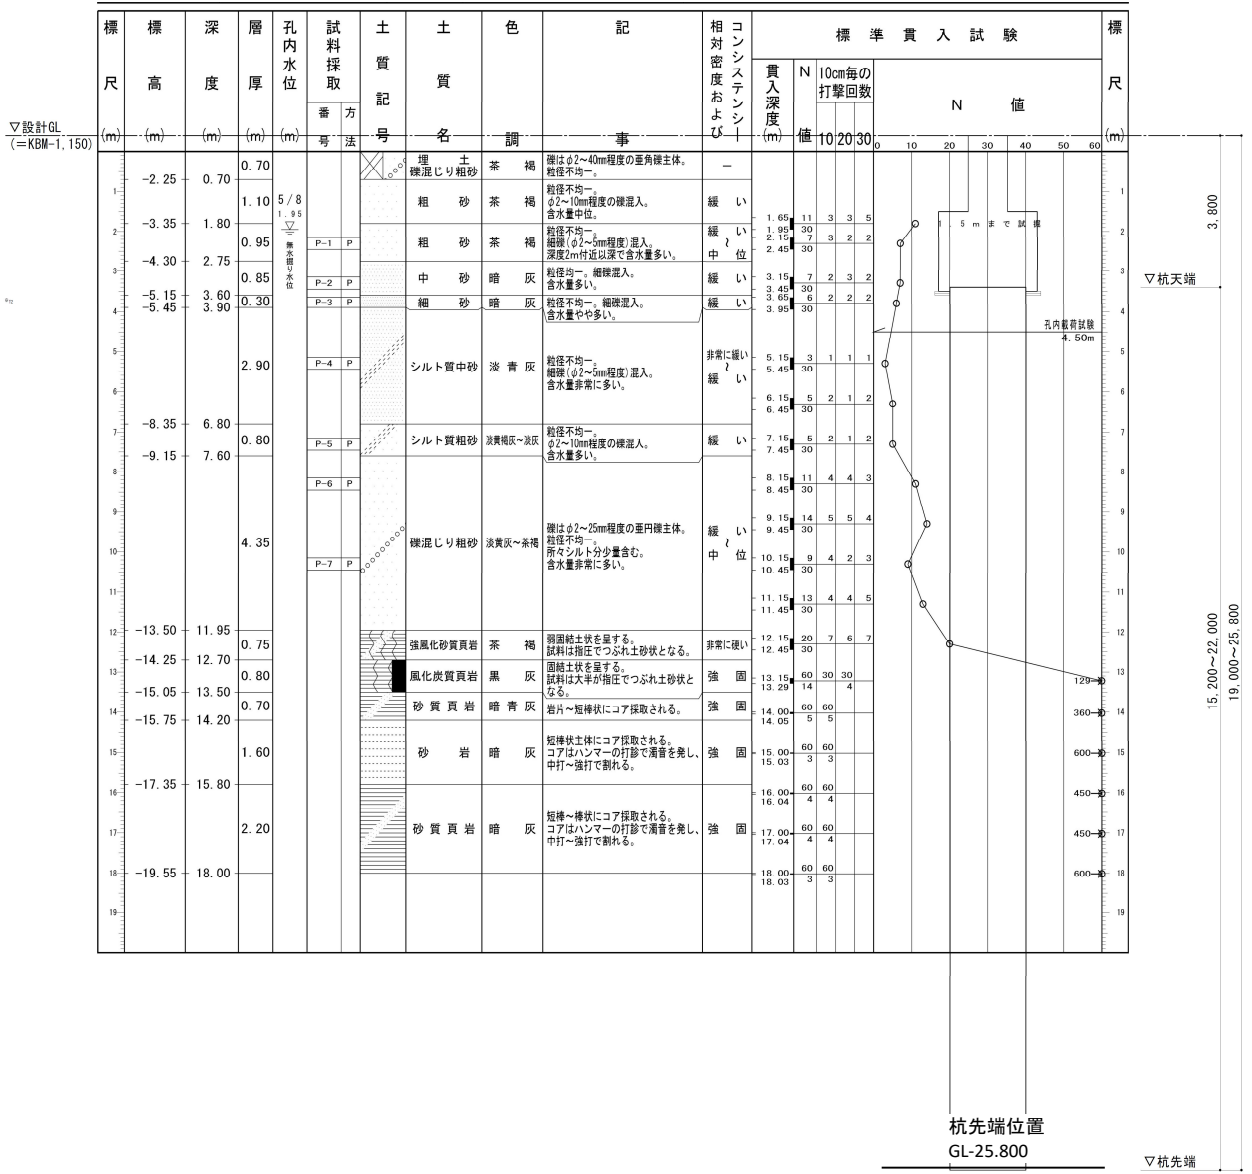 標尺(m)
標高(m)
深度(m)
層厚(m)
孔内水位(m)
試料採取
番号
方法
土質記号
土質名
色調
記事
相対密度および
コンシステンシー
標準貫入試験
貫入深度(m)
N値
10cm毎の
打撃回数
10 20 30
N 値
0 10 20 30 40 50 60
標尺(m)
▽設計GL
(=KBM-1,150)
-2.25 0.70 0.70
埋土
礫混じり粗砂
茶褐
礫はφ2~40mm程度の亜角礫主体。
粒径不均一。
-
-3.35 1.80 1.10
5/8
1.95
▽
無水掘り水位
粗砂
茶褐
粒径不均一。
φ2~10mm程度の礫混入。
含水量中位。
緩い
-4.30 2.75 0.95
P-1 P
粗砂
茶褐
粒径不均一。
細礫(φ2~5mm程度)混入。
深度2m付近以深で含水量多い。
緩い
~
中位
-5.15 3.60 0.85
P-2 P
中砂
暗灰
粒径均一。細礫混入。
含水量多い。
緩い
-5.45 3.90 0.30
P-3 P
細砂
暗灰
粒径不均一。細礫混入。
含水量やや多い。
緩い
2.90
P-4 P
シルト質中砂
淡青灰
粒径不均一。
細礫(φ2~5mm程度)混入。
含水量非常に多い。
非常に緩い
~
緩い
-8.35 6.80
-9.15 7.60 0.80
P-5 P
シルト質粗砂
淡黄褐灰~淡灰
粒径不均一。
φ2~10mm程度の礫混入。
含水量多い。
緩い
P-6 P
4.35
P-7 P
礫混じり粗砂
淡黄灰~茶褐
礫はφ2~25mm程度の亜円礫主体。
粒径不均一。
所々シルト分少量含む。
含水量非常に多い。
緩い
~
中位
-13.50 11.95
-14.25 12.70 0.75
強風化砂質頁岩
茶褐
弱固結土状を呈する。
試料は指圧でつぶれ土砂状となる。
非常に硬い
-15.05 13.50 0.80
風化炭質頁岩
黒灰
固結土状を呈する。
試料は大半が指圧でつぶれ土砂状と
なる。
強固
-15.75 14.20 0.70
砂質頁岩
暗青灰
岩片~短棒状にコア採取される。
強固
-17.35 15.80 1.60
砂岩
暗灰
短棒状主体にコア採取される。
コアはハンマーの打診で濁音を発し、
中打~強打で割れる。
強固
-19.55 18.00 2.20
砂質頁岩
暗灰
短棒~棒状にコア採取される。
コアはハンマーの打診で濁音を発し、
中打~強打で割れる。
強固
1
2
3
4
5
6
7
8
9
10
11
12
13
14
15
16
17
18
19
1.65 11 3 3 5
1.95 30
2.15 7 3 2 2
2.45 30
3.15 7 2 3 2
3.45 30
3.65 6 2 2 2
3.95 30
5.15 3 1 1 1
5.45 30
6.15 5 2 1 2
6.45 30
7.15 5 2 1 2
7.45 30
8.15 11 4 4 3
8.45 30
9.15 14 5 5 4
9.45 30
10.15 9 4 2 3
10.45 30
11.15 13 4 4 5
11.45 30
12.15 20 7 6 7
12.45 30
13.15 60 30 30
13.29 14 4
14.00 60 60
14.05 5 5
15.00 60 60
15.03 3 3
16.00 60 60
16.04 4 4
17.00 60 60
17.04 4 4
18.00 60 60
18.03 3 3
1.5mまで試掘
孔内載荷試験
4.50m
129
360
600
450
450
600
1
2
3
4
5
6
7
8
9
10
11
12
13
14
15
16
17
18
19
3,800
▽杭天端
15,200~22,000
19,000~25,800
杭先端位置
GL-25.800
▽杭先端